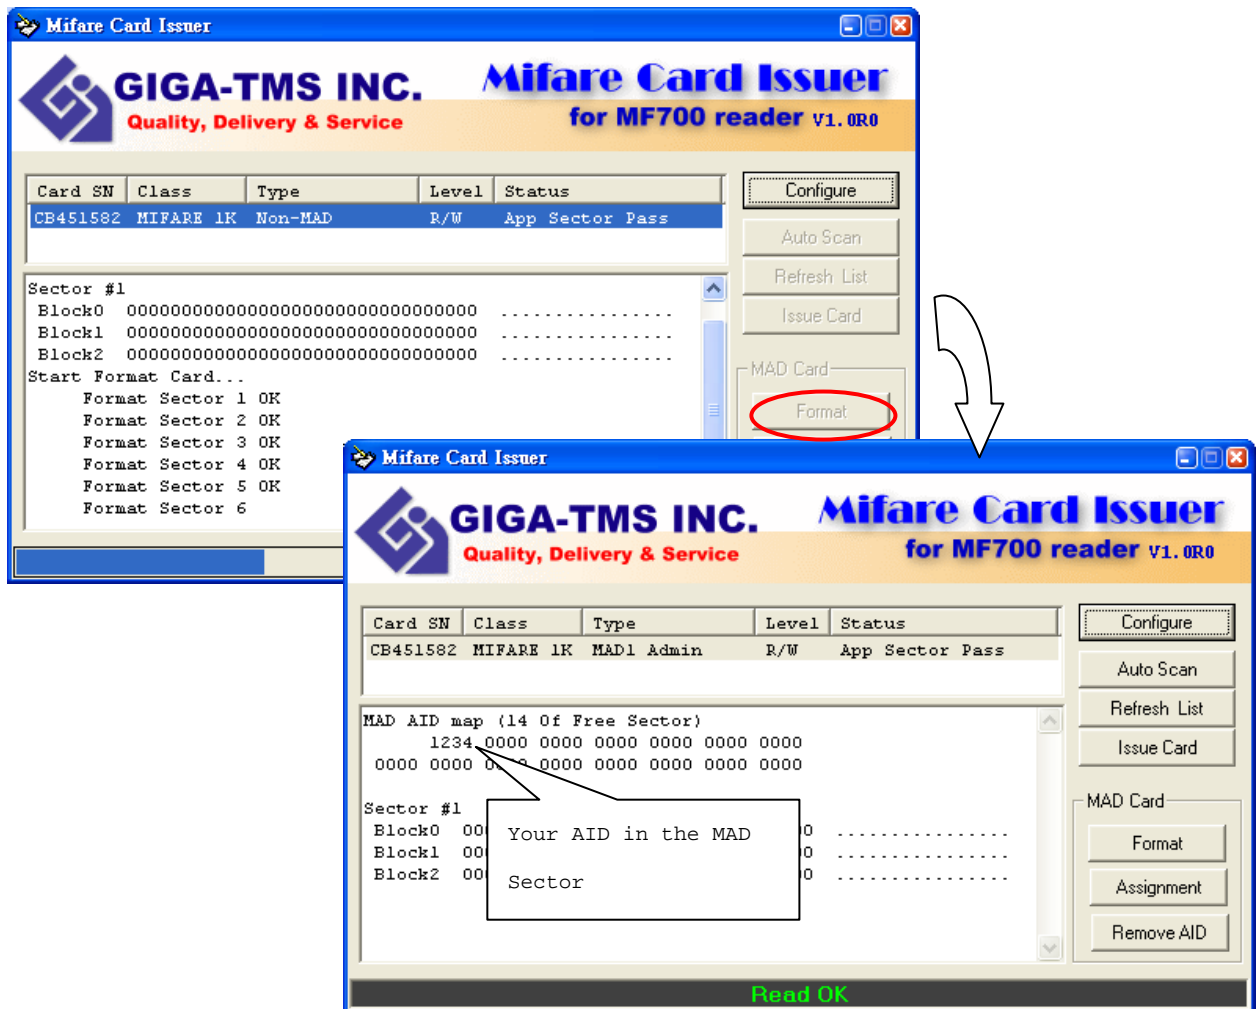 Mifare Card Issuer
GIGA-TMS INC.
Quality, Delivery & Service
Mifare Card Issuer
for MF700 reader V1.0R0
Card SN Class Type Level Status
CB451582 MIFARE 1K Non-MAD R/W App Sector Pass
Sector #1
Block0 00000000000000000000000000000000 ................
Block1 00000000000000000000000000000000 ................
Block2 00000000000000000000000000000000 ................
Start Format Card...
Format Sector 1 OK
Format Sector 2 OK
Format Sector 3 OK
Format Sector 4 OK
Format Sector 5 OK
Format Sector 6
Configure
Auto Scan
Refresh List
Issue Card
MAD Card
Format
Mifare Card Issuer
GIGA-TMS INC.
Quality, Delivery & Service
Mifare Card Issuer
for MF700 reader V1.0R0
Card SN Class Type Level Status
CB451582 MIFARE 1K MAD1 Admin R/W App Sector Pass
MAD AID map (14 Of Free Sector)
1234 0000 0000 0000 0000 0000 0000
0000 0000 0000 0000 0000 0000 0000 0000
Sector #1
Block0 00 0 ................
Block1 00 0 ................
Block2 00 0 ................
Your AID in the MAD
Sector
Configure
Auto Scan
Refresh List
Issue Card
MAD Card
Format
Assignment
Remove AID
Read OK